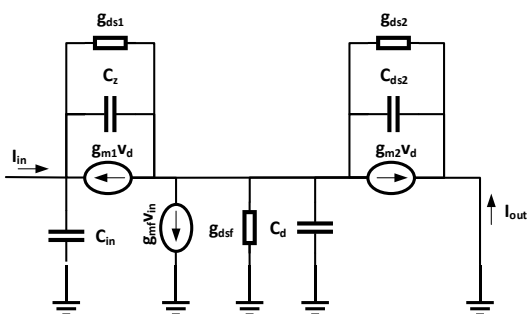 gds1
gds2
Cz
Cds2
Iin
gm1vd
gm2vd
Cin
gmfvin
gdsf
Cd
Iout